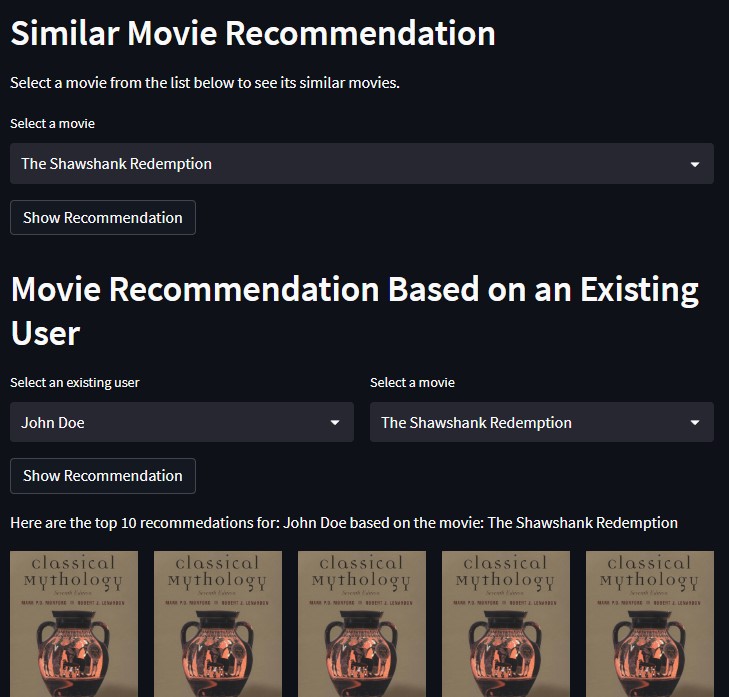 Similar Movie Recommendation
Select a movie from the list below to see its similar movies.
Select a movie
The Shawshank Redemption
Show Recommendation
Movie Recommendation Based on an Existing
User
Select an existing user
Select a movie
John Doe
The Shawshank Redemption
Show Recommendation
Here are the top 10 recommedations for: John Doe based on the movie: The Shawshank Redemption
classical
mythology
Seventh Edition
MARK P.O. MORFORD ROBERT J. LENARDON
classical
mythology
Seventh Edition
MARK P.O. MORFORD ROBERT J. LENARDON
classical
mythology
Seventh Edition
MARK P.O. MORFORD ROBERT J. LENARDON
classical
mythology
Seventh Edition
MARK P.O. MORFORD ROBERT J. LENARDON
classical
mythology
Seventh Edition
MARK P.O. MORFORD ROBERT J. LENARDON